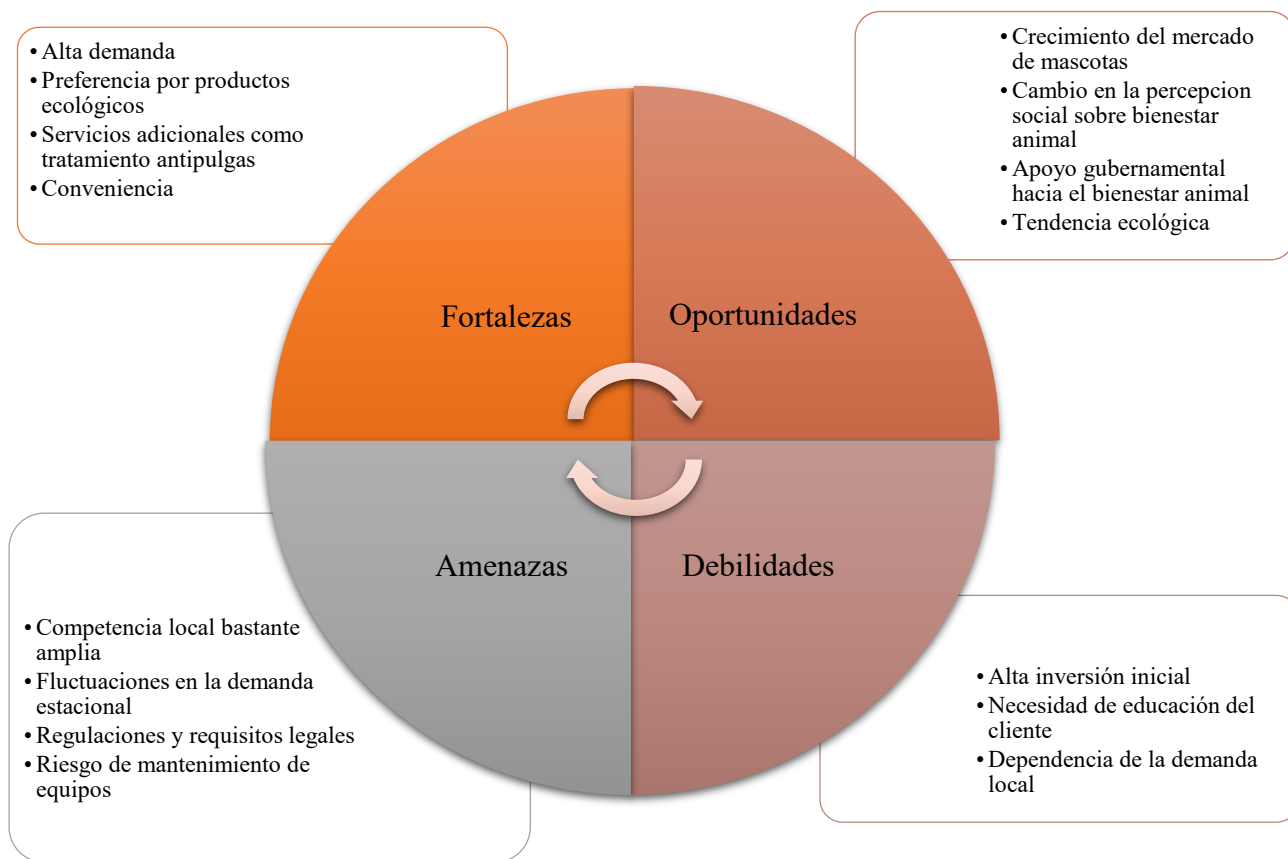 • Alta demanda
• Preferencia por productos
ecológicos
• Servicios adicionales como
tratamiento antipulgas
• Conveniencia
• Crecimiento del mercado
de mascotas
• Cambio en la percepcion
social sobre bienestar
animal
• Apoyo gubernamental
hacia el bienestar animal
• Tendencia ecológica
Fortalezas
Oportunidades
Amenazas
Debilidades
• Competencia local bastante
amplia
• Fluctuaciones en la demanda
estacional
• Regulaciones y requisitos legales
• Riesgo de mantenimiento de
equipos
• Alta inversión inicial
• Necesidad de educación del
cliente
• Dependencia de la demanda
local